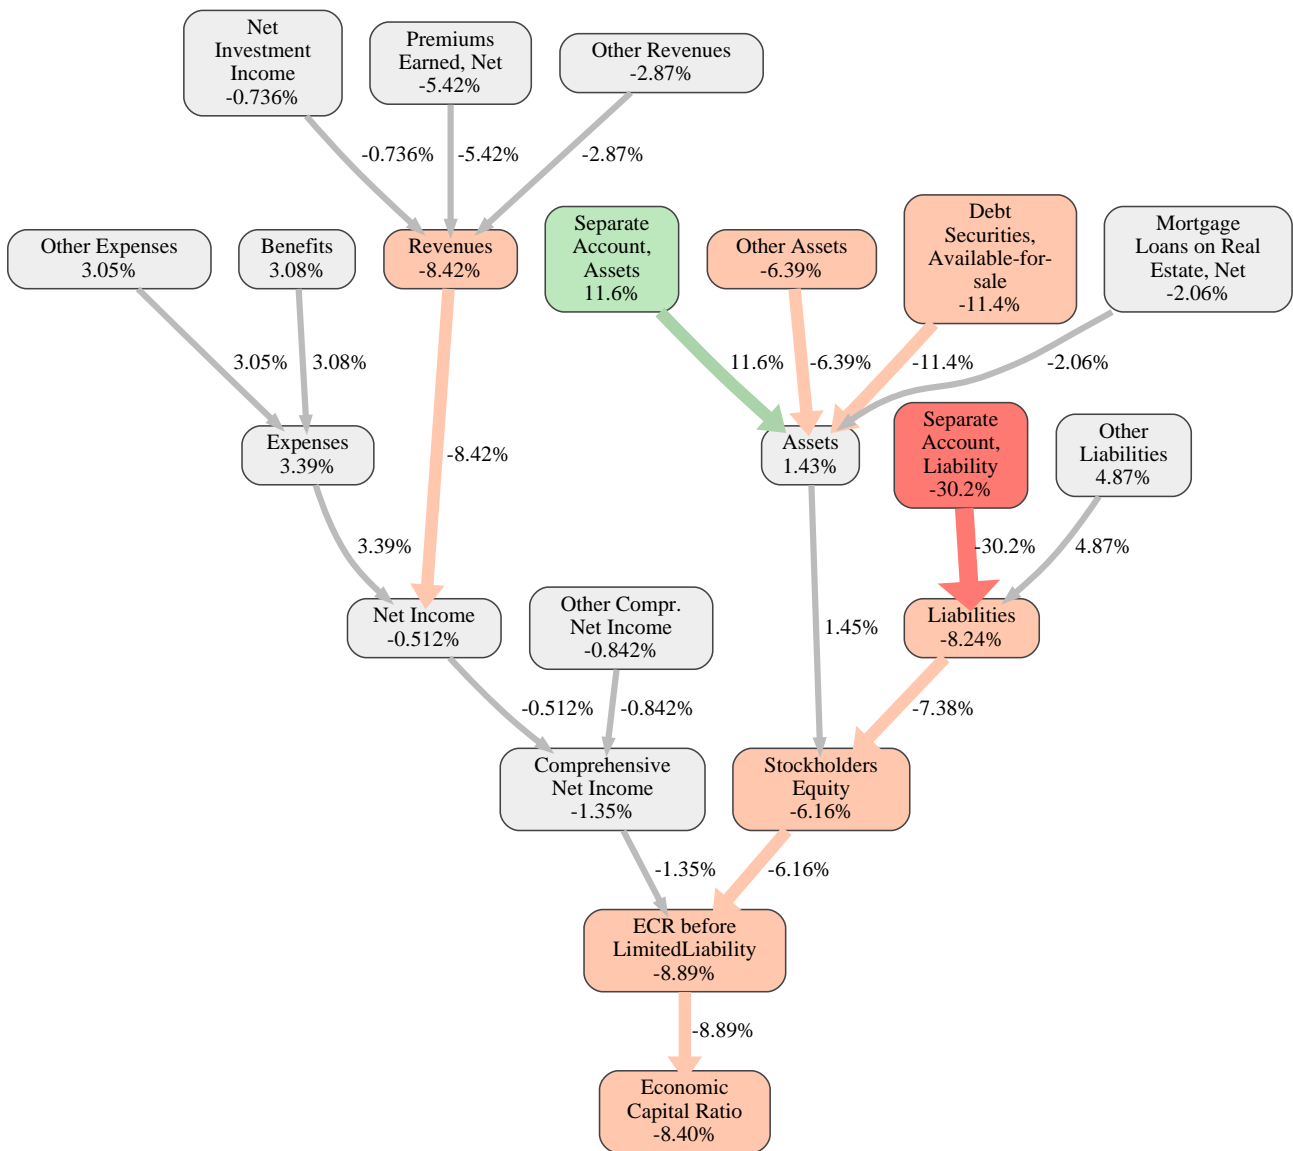 Net
Investment
Income
-0.736%
Premiums
Earned, Net
-5.42%
Other Revenues
-2.87%
-0.736%
-5.42%
-2.87%
Other Expenses
3.05%
Benefits
3.08%
Revenues
-8.42%
Separate
Account,
Assets
11.6%
Other Assets
-6.39%
Debt
Securities,
Available-for-
sale
-11.4%
Mortgage
Loans on Real
Estate, Net
-2.06%
3.05%
3.08%
11.6%
-6.39%
-11.4%
-2.06%
Expenses
3.39%
-8.42%
Assets
1.43%
Separate
Account,
Liability
-30.2%
Other
Liabilities
4.87%
3.39%
-30.2%
4.87%
Net Income
-0.512%
Other Compr.
Net Income
-0.842%
1.45%
Liabilities
-8.24%
-0.512%
-0.842%
-7.38%
Comprehensive
Net Income
-1.35%
Stockholders
Equity
-6.16%
-1.35%
-6.16%
ECR before
LimitedLiability
-8.89%
-8.89%
Economic
Capital Ratio
-8.40%